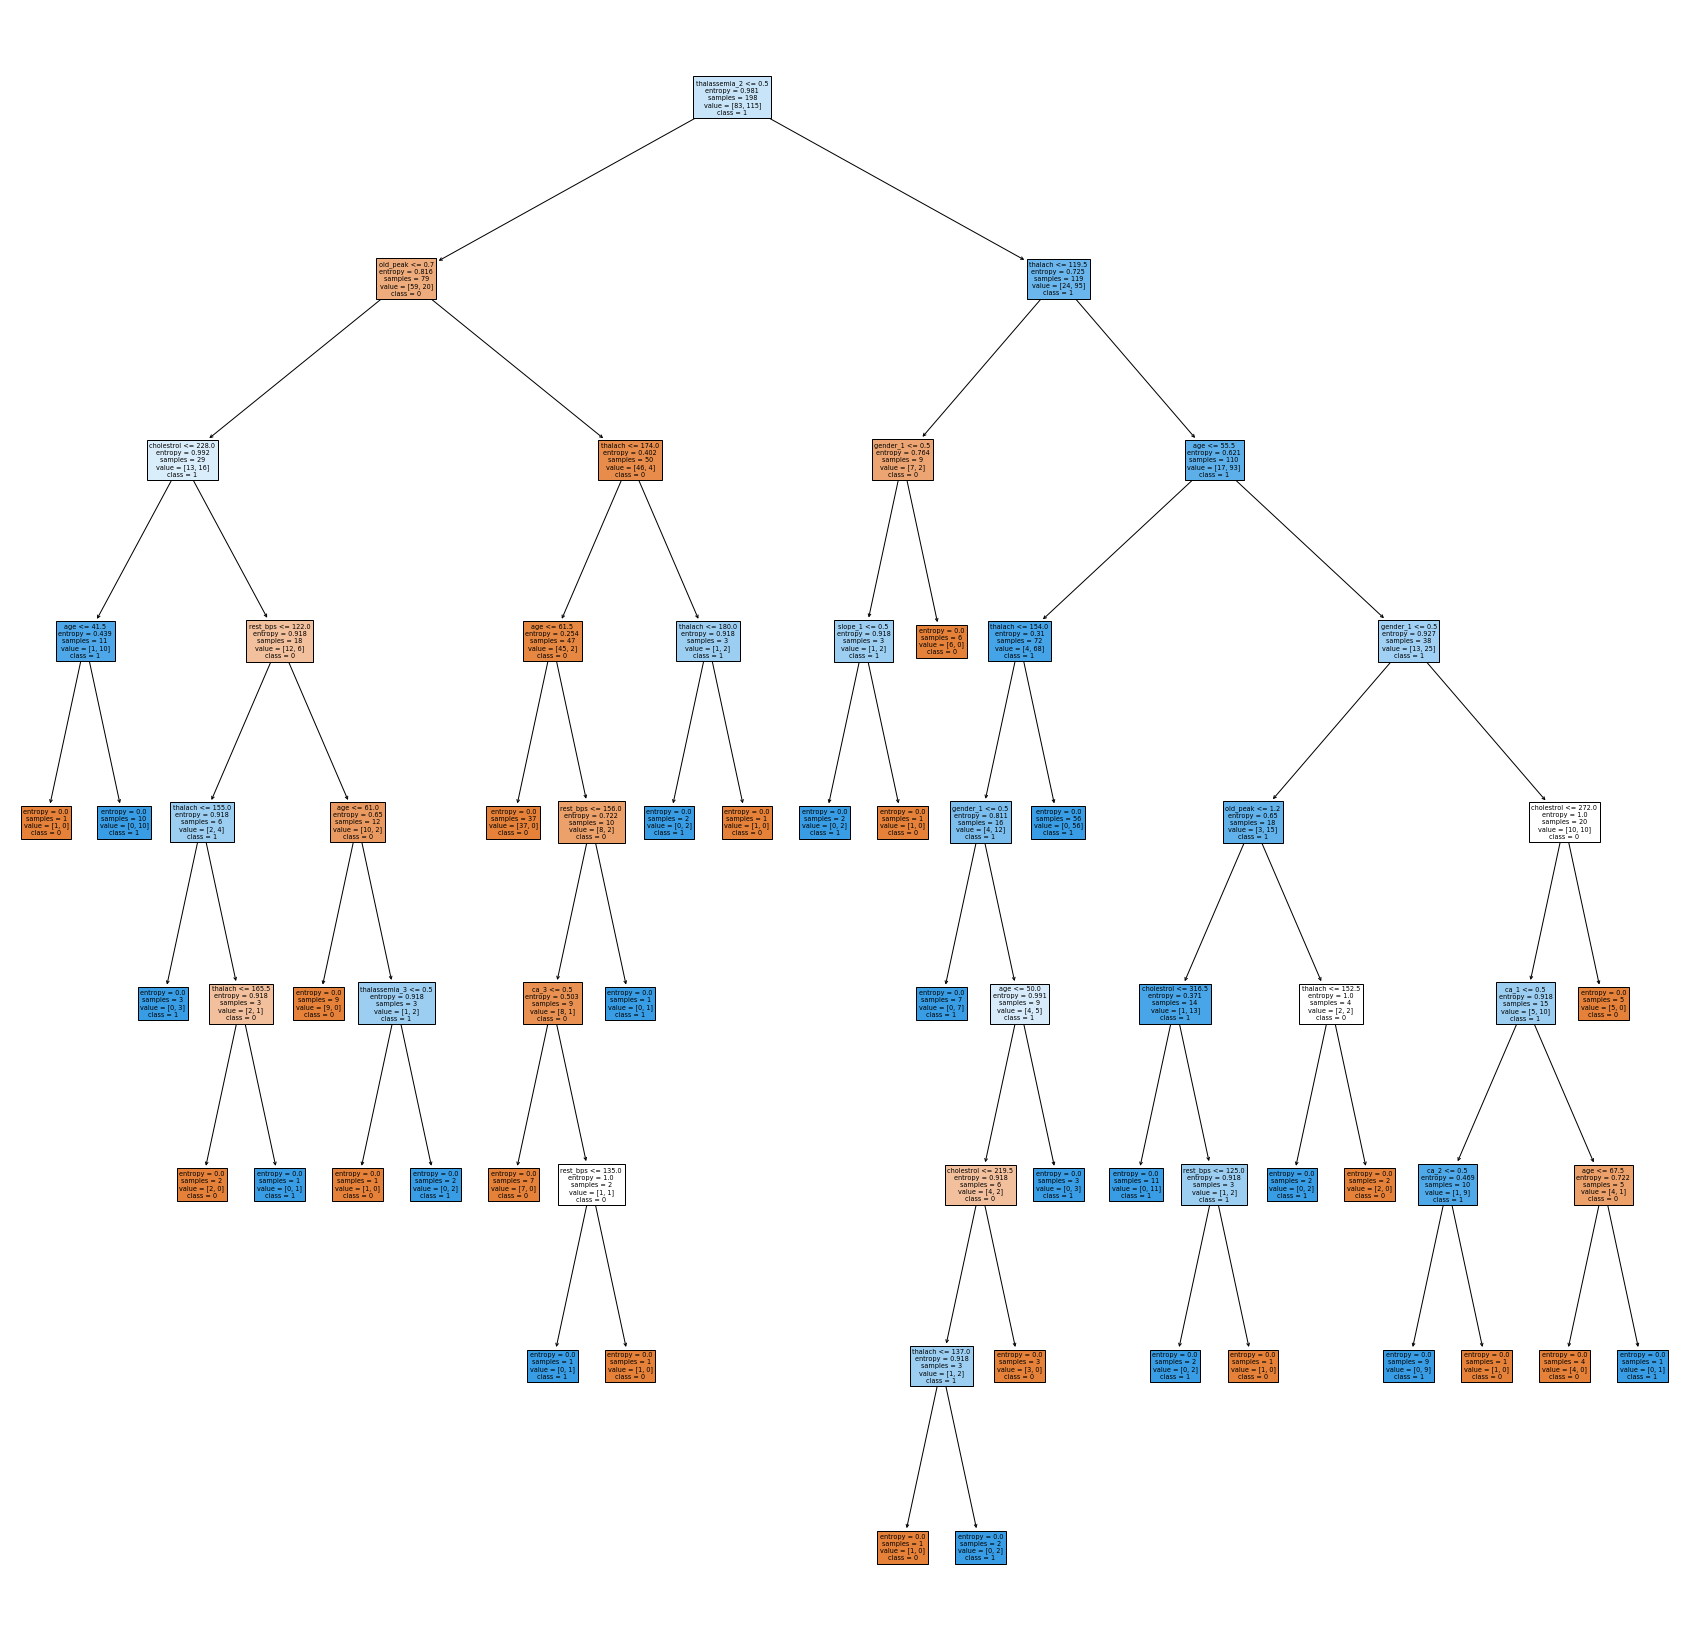 thalassemia_2 <= 0.5
entropy = 0.981
samples = 198
value = [83, 115]
class = 1
old_peak <= 0.7
entropy = 0.816
samples = 79
value = [59, 20]
class = 0
thalach <= 119.5
entropy = 0.725
samples = 119
value = [24, 95]
class = 1
cholestrol <= 228.0
entropy = 0.992
samples = 29
value = [13, 16]
class = 1
thalach <= 174.0
entropy = 0.402
samples = 50
value = [46, 4]
class = 0
gender_1 <= 0.5
entropy = 0.764
samples = 9
value = [7, 2]
class = 0
age <= 55.5
entropy = 0.621
samples = 110
value = [17, 93]
class = 1
age <= 41.5
entropy = 0.439
samples = 11
value = [1, 10]
class = 1
rest_bps <= 122.0
entropy = 0.918
samples = 18
value = [12, 6]
class = 0
age <= 61.5
entropy = 0.254
samples = 47
value = [45, 2]
class = 0
thalach <= 180.0
entropy = 0.918
samples = 3
value = [1, 2]
class = 1
slope_1 <= 0.5
entropy = 0.918
samples = 3
value = [1, 2]
class = 1
entropy = 0.0
samples = 6
value = [6, 0]
class = 0
thalach <= 154.0
entropy = 0.31
samples = 72
value = [4, 68]
class = 1
gender_1 <= 0.5
entropy = 0.927
samples = 38
value = [13, 25]
class = 1
entropy = 0.0
samples = 1
value = [1, 0]
class = 0
entropy = 0.0
samples = 10
value = [0, 10]
class = 1
thalach <= 155.0
entropy = 0.918
samples = 6
value = [2, 4]
class = 1
age <= 61.0
entropy = 0.65
samples = 12
value = [10, 2]
class = 0
entropy = 0.0
samples = 37
value = [37, 0]
class = 0
rest_bps <= 156.0
entropy = 0.722
samples = 10
value = [8, 2]
class = 0
entropy = 0.0
samples = 2
value = [0, 2]
class = 1
entropy = 0.0
samples = 1
value = [1, 0]
class = 0
entropy = 0.0
samples = 2
value = [0, 2]
class = 1
entropy = 0.0
samples = 1
value = [1, 0]
class = 0
gender_1 <= 0.5
entropy = 0.811
samples = 16
value = [4, 12]
class = 1
entropy = 0.0
samples = 56
value = [0, 56]
class = 1
old_peak <= 1.2
entropy = 0.65
samples = 18
value = [3, 15]
class = 1
cholestrol <= 272.0
entropy = 1.0
samples = 20
value = [10, 10]
class = 0
entropy = 0.0
samples = 3
value = [0, 3]
class = 1
thalach <= 165.5
entropy = 0.918
samples = 3
value = [2, 1]
class = 0
entropy = 0.0
samples = 9
value = [9, 0]
class = 0
thalassemia_3 <= 0.5
entropy = 0.918
samples = 3
value = [1, 2]
class = 1
ca_3 <= 0.5
entropy = 0.503
samples = 9
value = [8, 1]
class = 0
entropy = 0.0
samples = 1
value = [0, 1]
class = 1
entropy = 0.0
samples = 7
value = [0, 7]
class = 1
age <= 50.0
entropy = 0.991
samples = 9
value = [4, 5]
class = 1
cholestrol <= 316.5
entropy = 0.371
samples = 14
value = [1, 13]
class = 1
thalach <= 152.5
entropy = 1.0
samples = 4
value = [2, 2]
class = 0
ca_1 <= 0.5
entropy = 0.918
samples = 15
value = [5, 10]
class = 1
entropy = 0.0
samples = 5
value = [5, 0]
class = 0
entropy = 0.0
samples = 2
value = [2, 0]
class = 0
entropy = 0.0
samples = 1
value = [0, 1]
class = 1
entropy = 0.0
samples = 1
value = [1, 0]
class = 0
entropy = 0.0
samples = 2
value = [0, 2]
class = 1
entropy = 0.0
samples = 7
value = [7, 0]
class = 0
rest_bps <= 135.0
entropy = 1.0
samples = 2
value = [1, 1]
class = 0
cholestrol <= 219.5
entropy = 0.918
samples = 6
value = [4, 2]
class = 0
entropy = 0.0
samples = 3
value = [0, 3]
class = 1
entropy = 0.0
samples = 11
value = [0, 11]
class = 1
rest_bps <= 125.0
entropy = 0.918
samples = 3
value = [1, 2]
class = 1
entropy = 0.0
samples = 2
value = [0, 2]
class = 1
entropy = 0.0
samples = 2
value = [2, 0]
class = 0
ca_2 <= 0.5
entropy = 0.469
samples = 10
value = [1, 9]
class = 1
age <= 67.5
entropy = 0.722
samples = 5
value = [4, 1]
class = 0
entropy = 0.0
samples = 1
value = [0, 1]
class = 1
entropy = 0.0
samples = 1
value = [1, 0]
class = 0
thalach <= 137.0
entropy = 0.918
samples = 3
value = [1, 2]
class = 1
entropy = 0.0
samples = 3
value = [3, 0]
class = 0
entropy = 0.0
samples = 2
value = [0, 2]
class = 1
entropy = 0.0
samples = 1
value = [1, 0]
class = 0
entropy = 0.0
samples = 9
value = [0, 9]
class = 1
entropy = 0.0
samples = 1
value = [1, 0]
class = 0
entropy = 0.0
samples = 4
value = [4, 0]
class = 0
entropy = 0.0
samples = 1
value = [0, 1]
class = 1
entropy = 0.0
samples = 1
value = [1, 0]
class = 0
entropy = 0.0
samples = 2
value = [0, 2]
class = 1